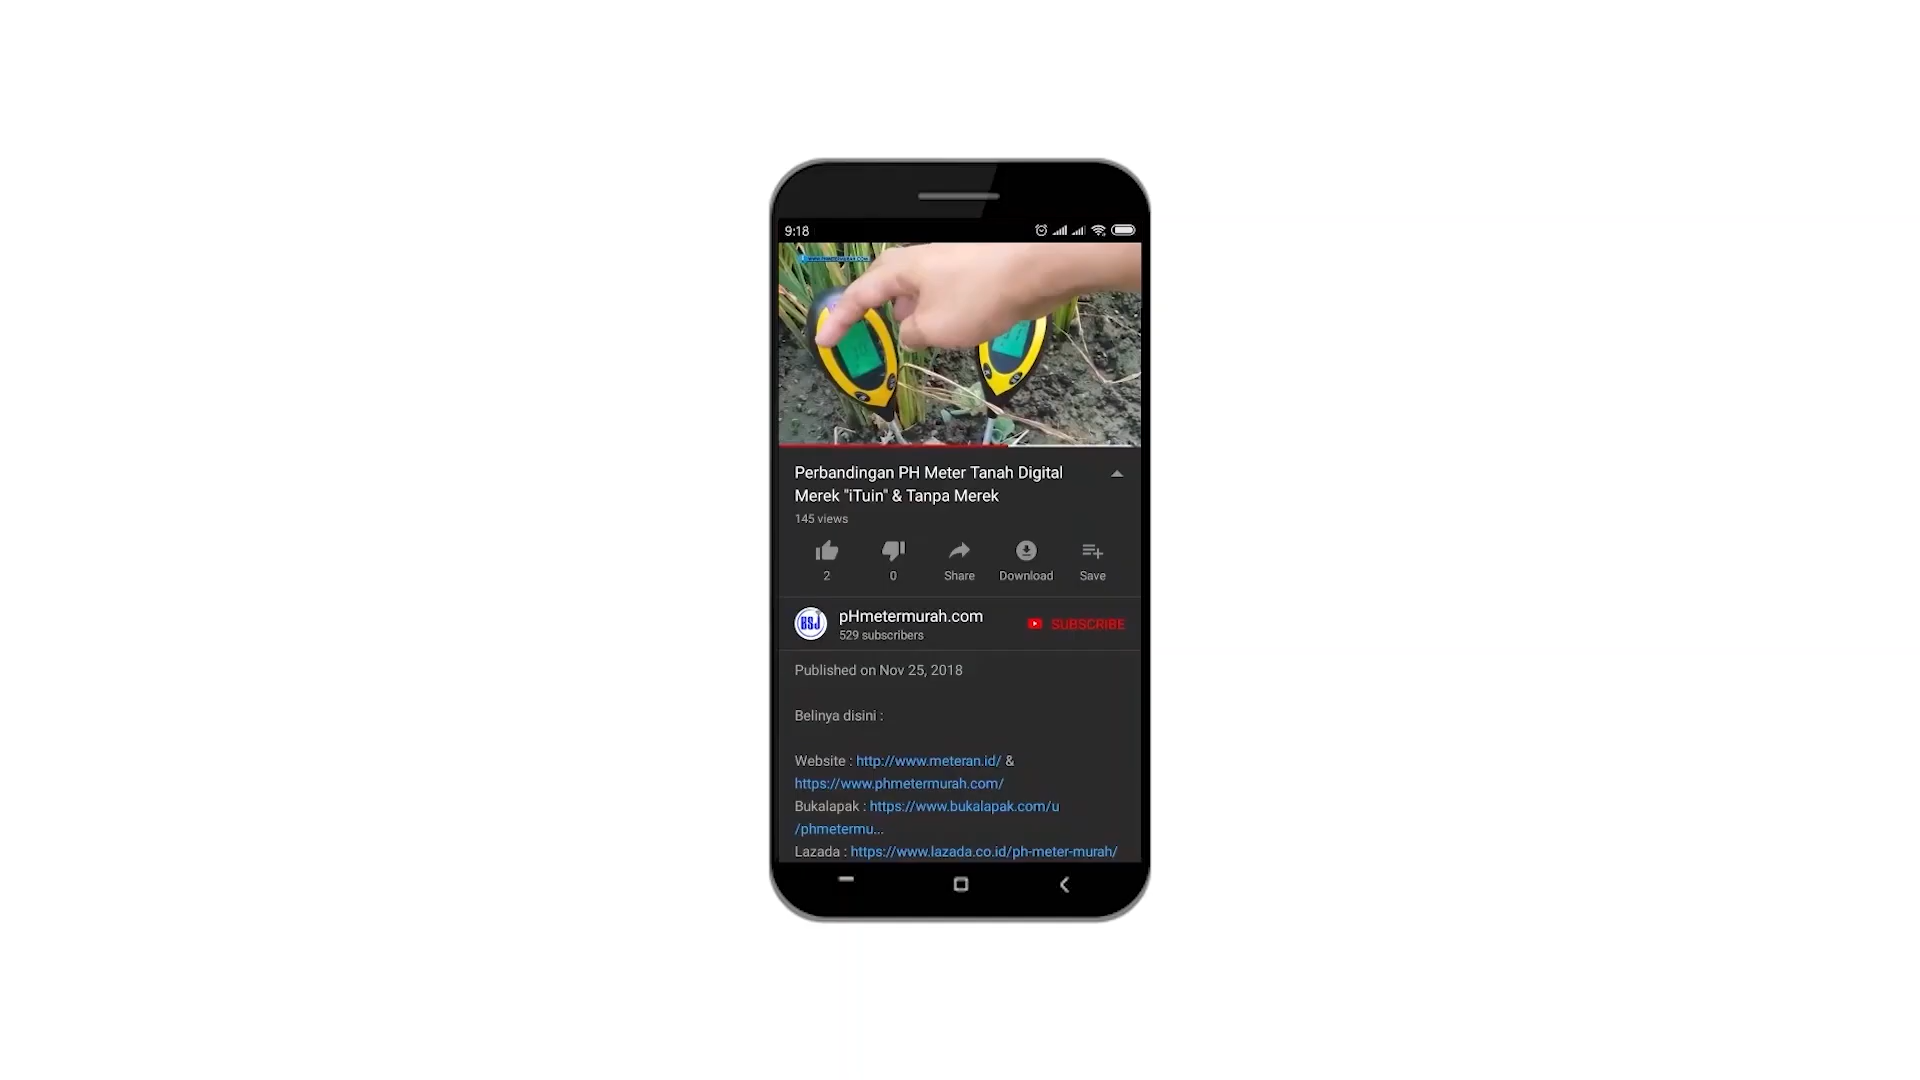 9:18
Perbandingan PH Meter Tanah Digital
Merek "iTuin" & Tanpa Merek
145 views
2
0
Share
Download
Save
BSJ
pHmetermurah.com
529 subscribers
SUBSCRIBE
Published on Nov 25, 2018
Belinya disini :
Website : http://www.meteran.id/ &
https://www.phmetermurah.com/
Bukalapak : https://www.bukalapak.com/u
/phmetermu...
Lazada : https://www.lazada.co.id/ph-meter-murah/